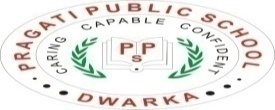 PRAGATI PUBLIC SCHOOL
CARING CAPABLE CONFIDENT
PPS
DWARKA